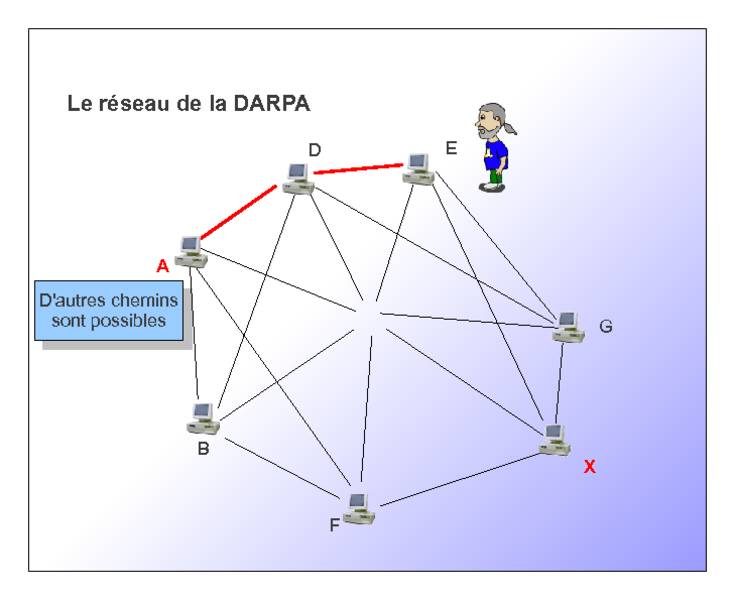 Le réseau de la DARPA
D
E
A
D'autres chemins
sont possibles
G
B
X
F